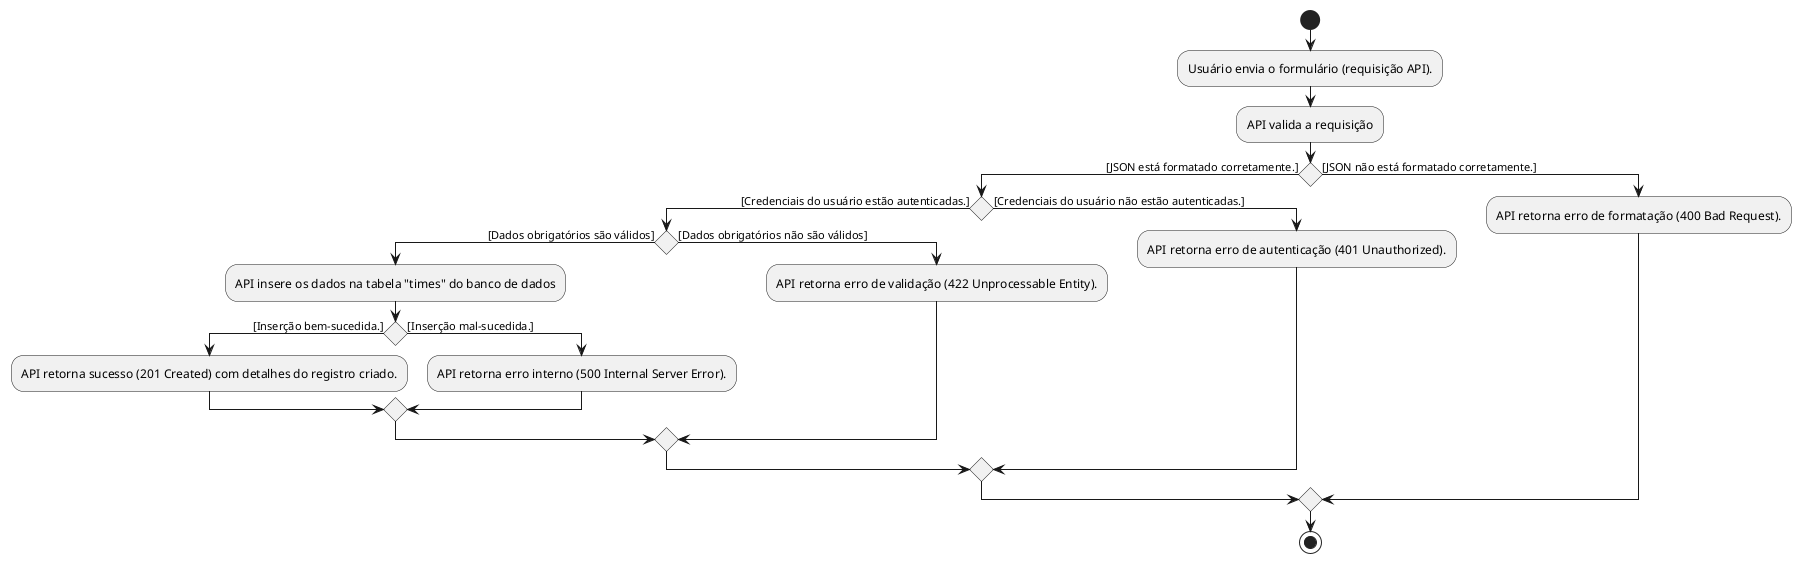 Usuário envia o formulário (requisição API).
API valida a requisição
[JSON está formatado corretamente.]
[JSON não está formatado corretamente.]
[Credenciais do usuário estão autenticadas.]
[Credenciais do usuário não estão autenticadas.]
API retorna erro de formatação (400 Bad Request).
[Dados obrigatórios são válidos]
[Dados obrigatórios não são válidos]
API retorna erro de autenticação (401 Unauthorized).
API insere os dados na tabela "times" do banco de dados
API retorna erro de validação (422 Unprocessable Entity).
[Inserção bem-sucedida.]
[Inserção mal-sucedida.]
API retorna sucesso (201 Created) com detalhes do registro criado.
API retorna erro interno (500 Internal Server Error).